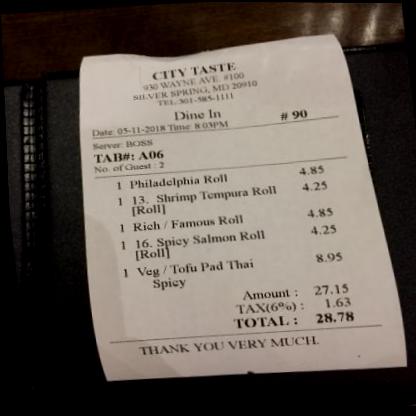 CITY TASTE
930 WAYNE AVE. #100
SILVER SPRING, MD 20910
TEL:301-585-1111
Dine In # 90
Date: 05-11-2018 Time: 8:03PM
Server: BOSS
TAB#: A06
No. of Guest : 2
1 Philadelphia Roll 4.85
1 13. Shrimp Tempura Roll 4.25
[Roll]
1 Rich / Famous Roll 4.85
1 16. Spicy Salmon Roll 4.25
[Roll]
1 Veg / Tofu Pad Thai 8.95
Spicy
Amount : 27.15
TAX(6%) : 1.63
TOTAL : 28.78
THANK YOU VERY MUCH.